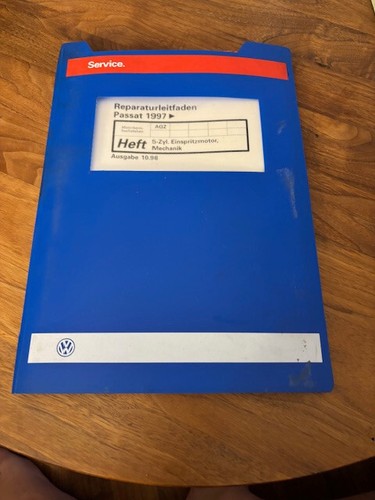 Service.
Reparaturleitfaden
Passat 1997 ►
AGZ
Heft 5-Zyl. Einspritzmotor,
Mechanik
Ausgabe 10.98